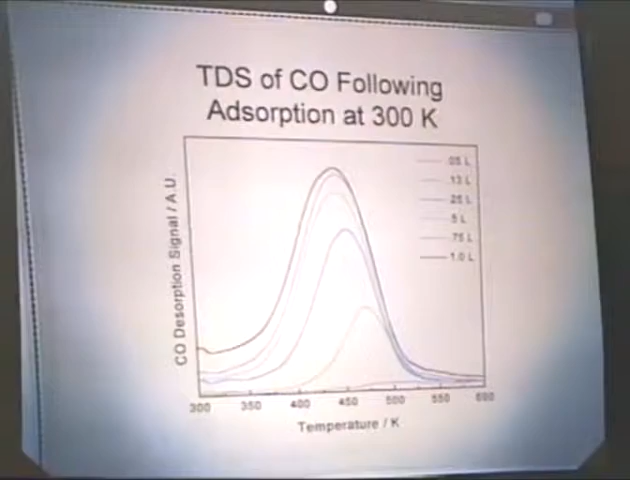 TDS of CO Following
Adsorption at 300 K
CO Desorption Signal / A.U.
.05 L
.13 L
.25 L
.5 L
.75 L
1.0 L
300 350 400 450 500 550 600
Temperature / K